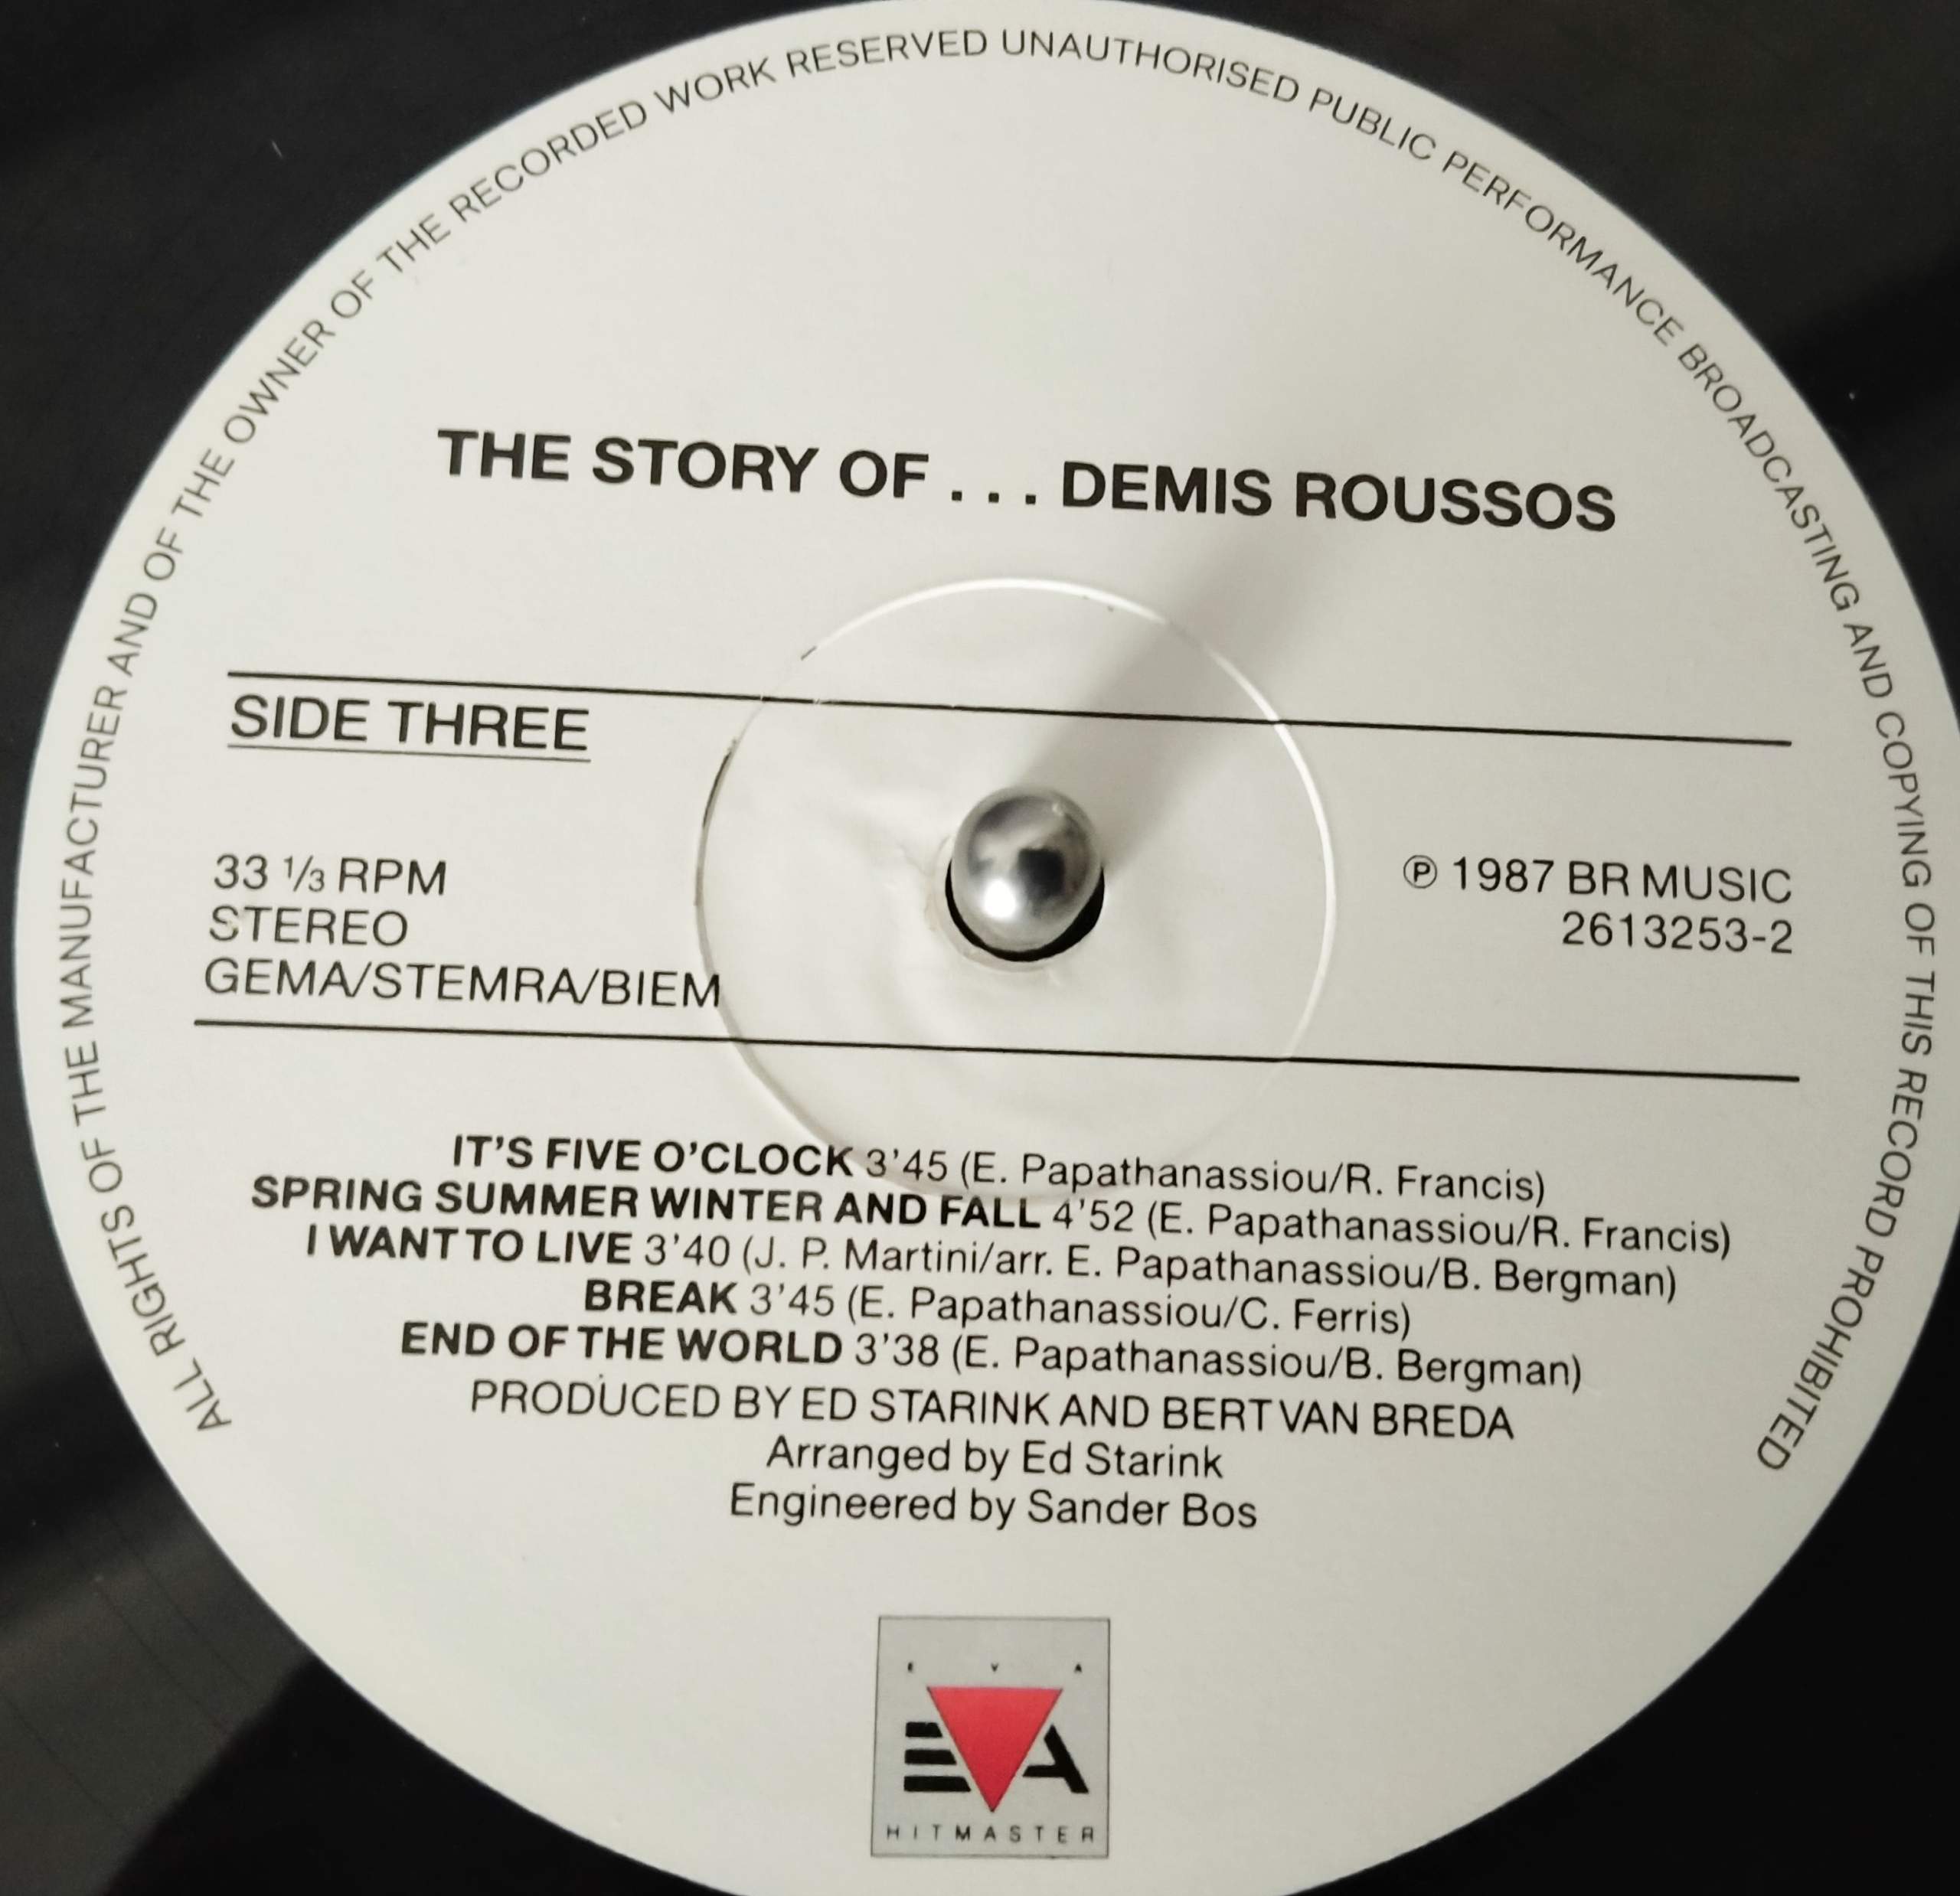 ALL RIGHTS OF THE MANUFACTURER AND OF THE OWNER OF THE RECORDED WORK RESERVED UNAUTHORISED PUBLIC PERFORMANCE BROADCASTING AND COPYING OF THIS RECORD PROHIBITED
THE STORY OF . . . DEMIS ROUSSOS
SIDE THREE
33 1/3 RPM
STEREO
GEMA/STEMRA/BIEM
℗ 1987 BR MUSIC
2613253-2
IT'S FIVE O'CLOCK 3'45 (E. Papathanassiou/R. Francis)
SPRING SUMMER WINTER AND FALL 4'52 (E. Papathanassiou/R. Francis)
I WANT TO LIVE 3'40 (J. P. Martini/arr. E. Papathanassiou/B. Bergman)
BREAK 3'45 (E. Papathanassiou/C. Ferris)
END OF THE WORLD 3'38 (E. Papathanassiou/B. Bergman)
PRODUCED BY ED STARINK AND BERT VAN BREDA
Arranged by Ed Starink
Engineered by Sander Bos
E V A
EVA
HITMASTER